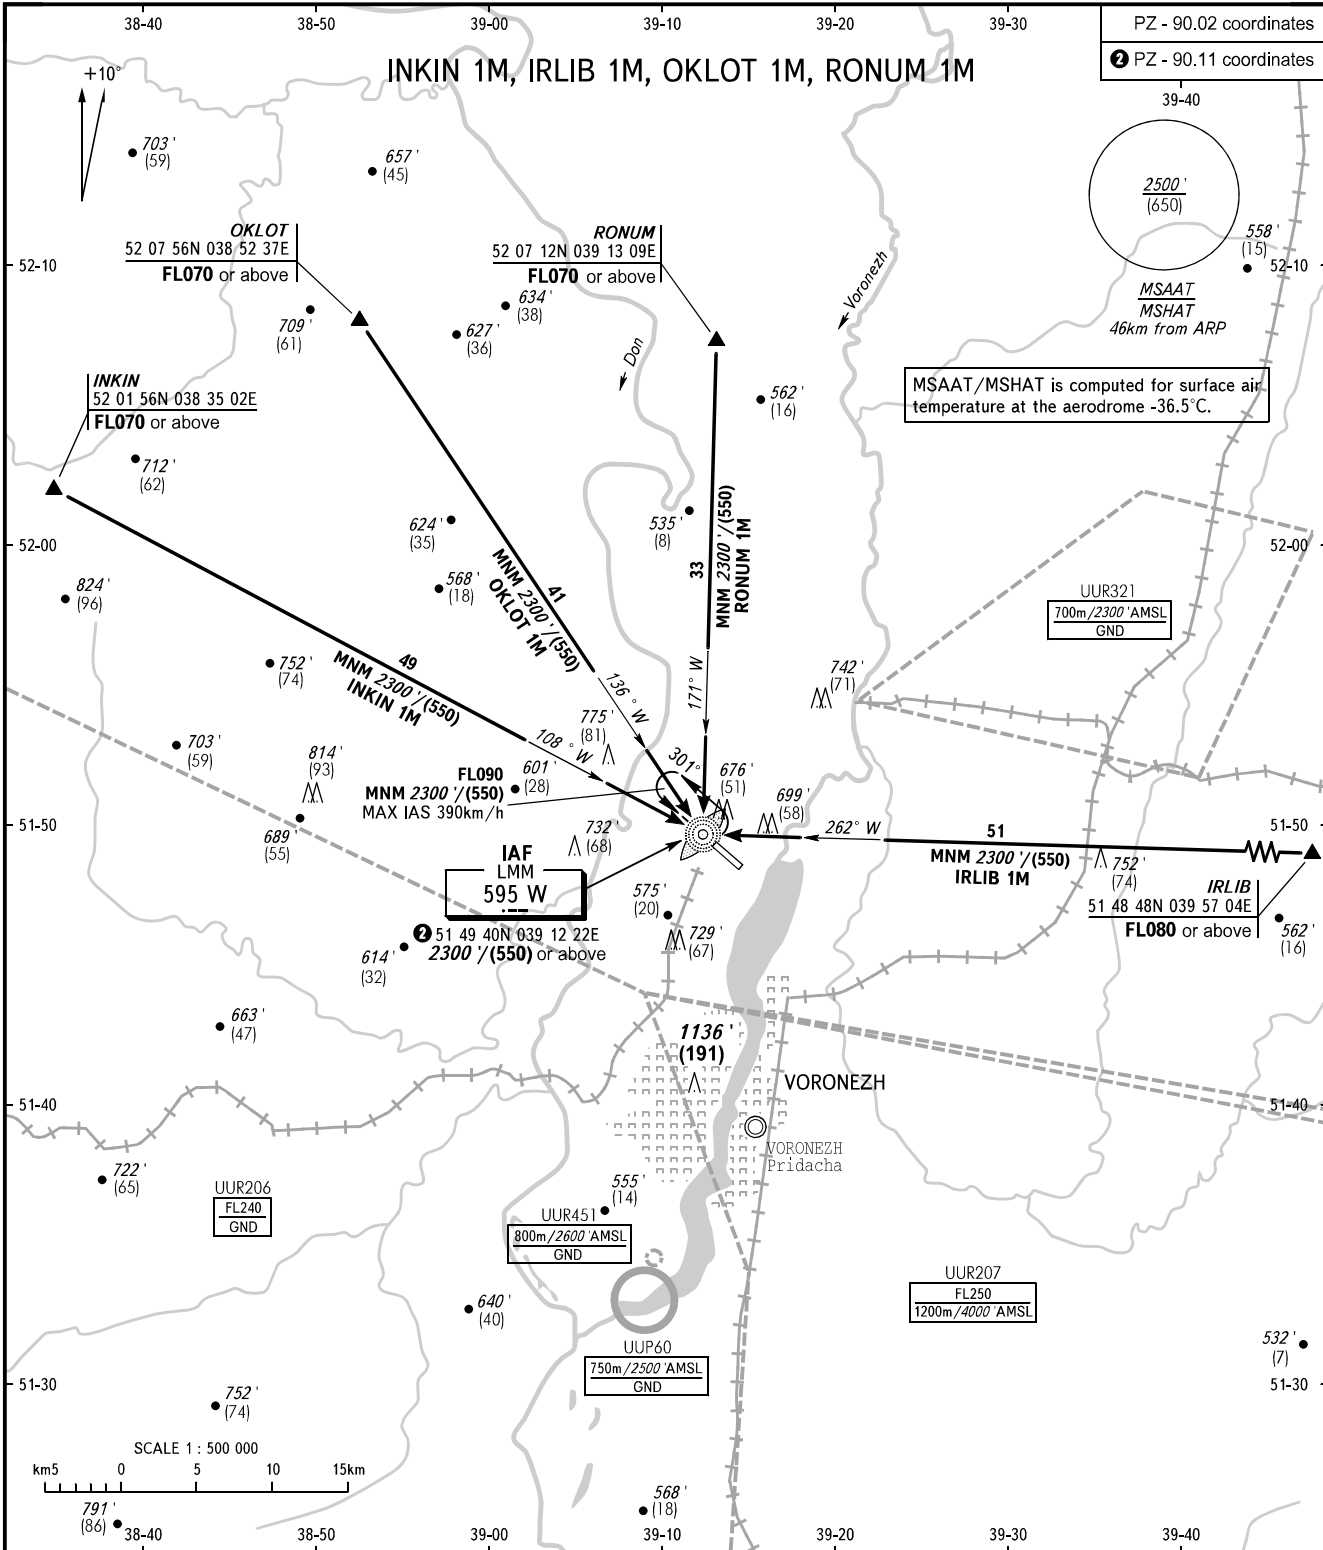 38-40
38-50
39-00
39-10
39-20
39-30
PZ - 90.02 coordinates
❷ PZ - 90.11 coordinates
39-40
INKIN 1M, IRLIB 1M, OKLOT 1M, RONUM 1M
+10°
703'
(59)
657'
(45)
2500'
(650)
MSAAT
MSHAT
46km from ARP
558'
(15)
52-10
52-10
OKLOT
52 07 56N 038 52 37E
FL070 or above
RONUM
52 07 12N 039 13 09E
FL070 or above
Voronezh
Don
709'
(61)
634'
(38)
627'
(36)
INKIN
52 01 56N 038 35 02E
FL070 or above
562'
(16)
MSAAT/MSHAT is computed for surface air
temperature at the aerodrome -36.5°C.
712'
(62)
624'
(35)
535'
(8)
52-00
52-00
568'
(18)
824'
(96)
41
MNM 2300'/(550)
OKLOT 1M
33
MNM 2300'/(550)
RONUM 1M
UUR321
700m/2300'AMSL
GND
49
MNM 2300'/(550)
INKIN 1M
752'
(74)
136° W
171° W
742'
(71)
108° W
775'
(81)
703'
(59)
814'
(93)
301°
676'
(51)
601'
(28)
FL090
MNM 2300'/(550)
MAX IAS 390km/h
699'
(58)
689'
(55)
732'
(68)
51-50
51-50
262° W
51
MNM 2300'/(550)
IRLIB 1M
752'
(74)
IAF
LMM
595 W
❷ 51 49 40N 039 12 22E
2300'/(550) or above
575'
(20)
729'
(67)
IRLIB
51 48 48N 039 57 04E
FL080 or above
562'
(16)
614'
(32)
663'
(47)
1136'
(191)
VORONEZH
51-40
51-40
VORONEZH
Pridacha
722'
(65)
UUR206
FL240
GND
555'
(14)
UUR451
800m/2600'AMSL
GND
UUR207
FL250
1200m/4000'AMSL
640'
(40)
UUP60
750m/2500'AMSL
GND
532'
(7)
51-30
51-30
752'
(74)
SCALE 1 : 500 000
km5 0 5 10 15km
791'
(86)
568'
(18)
38-40
38-50
39-00
39-10
39-20
39-30
39-40